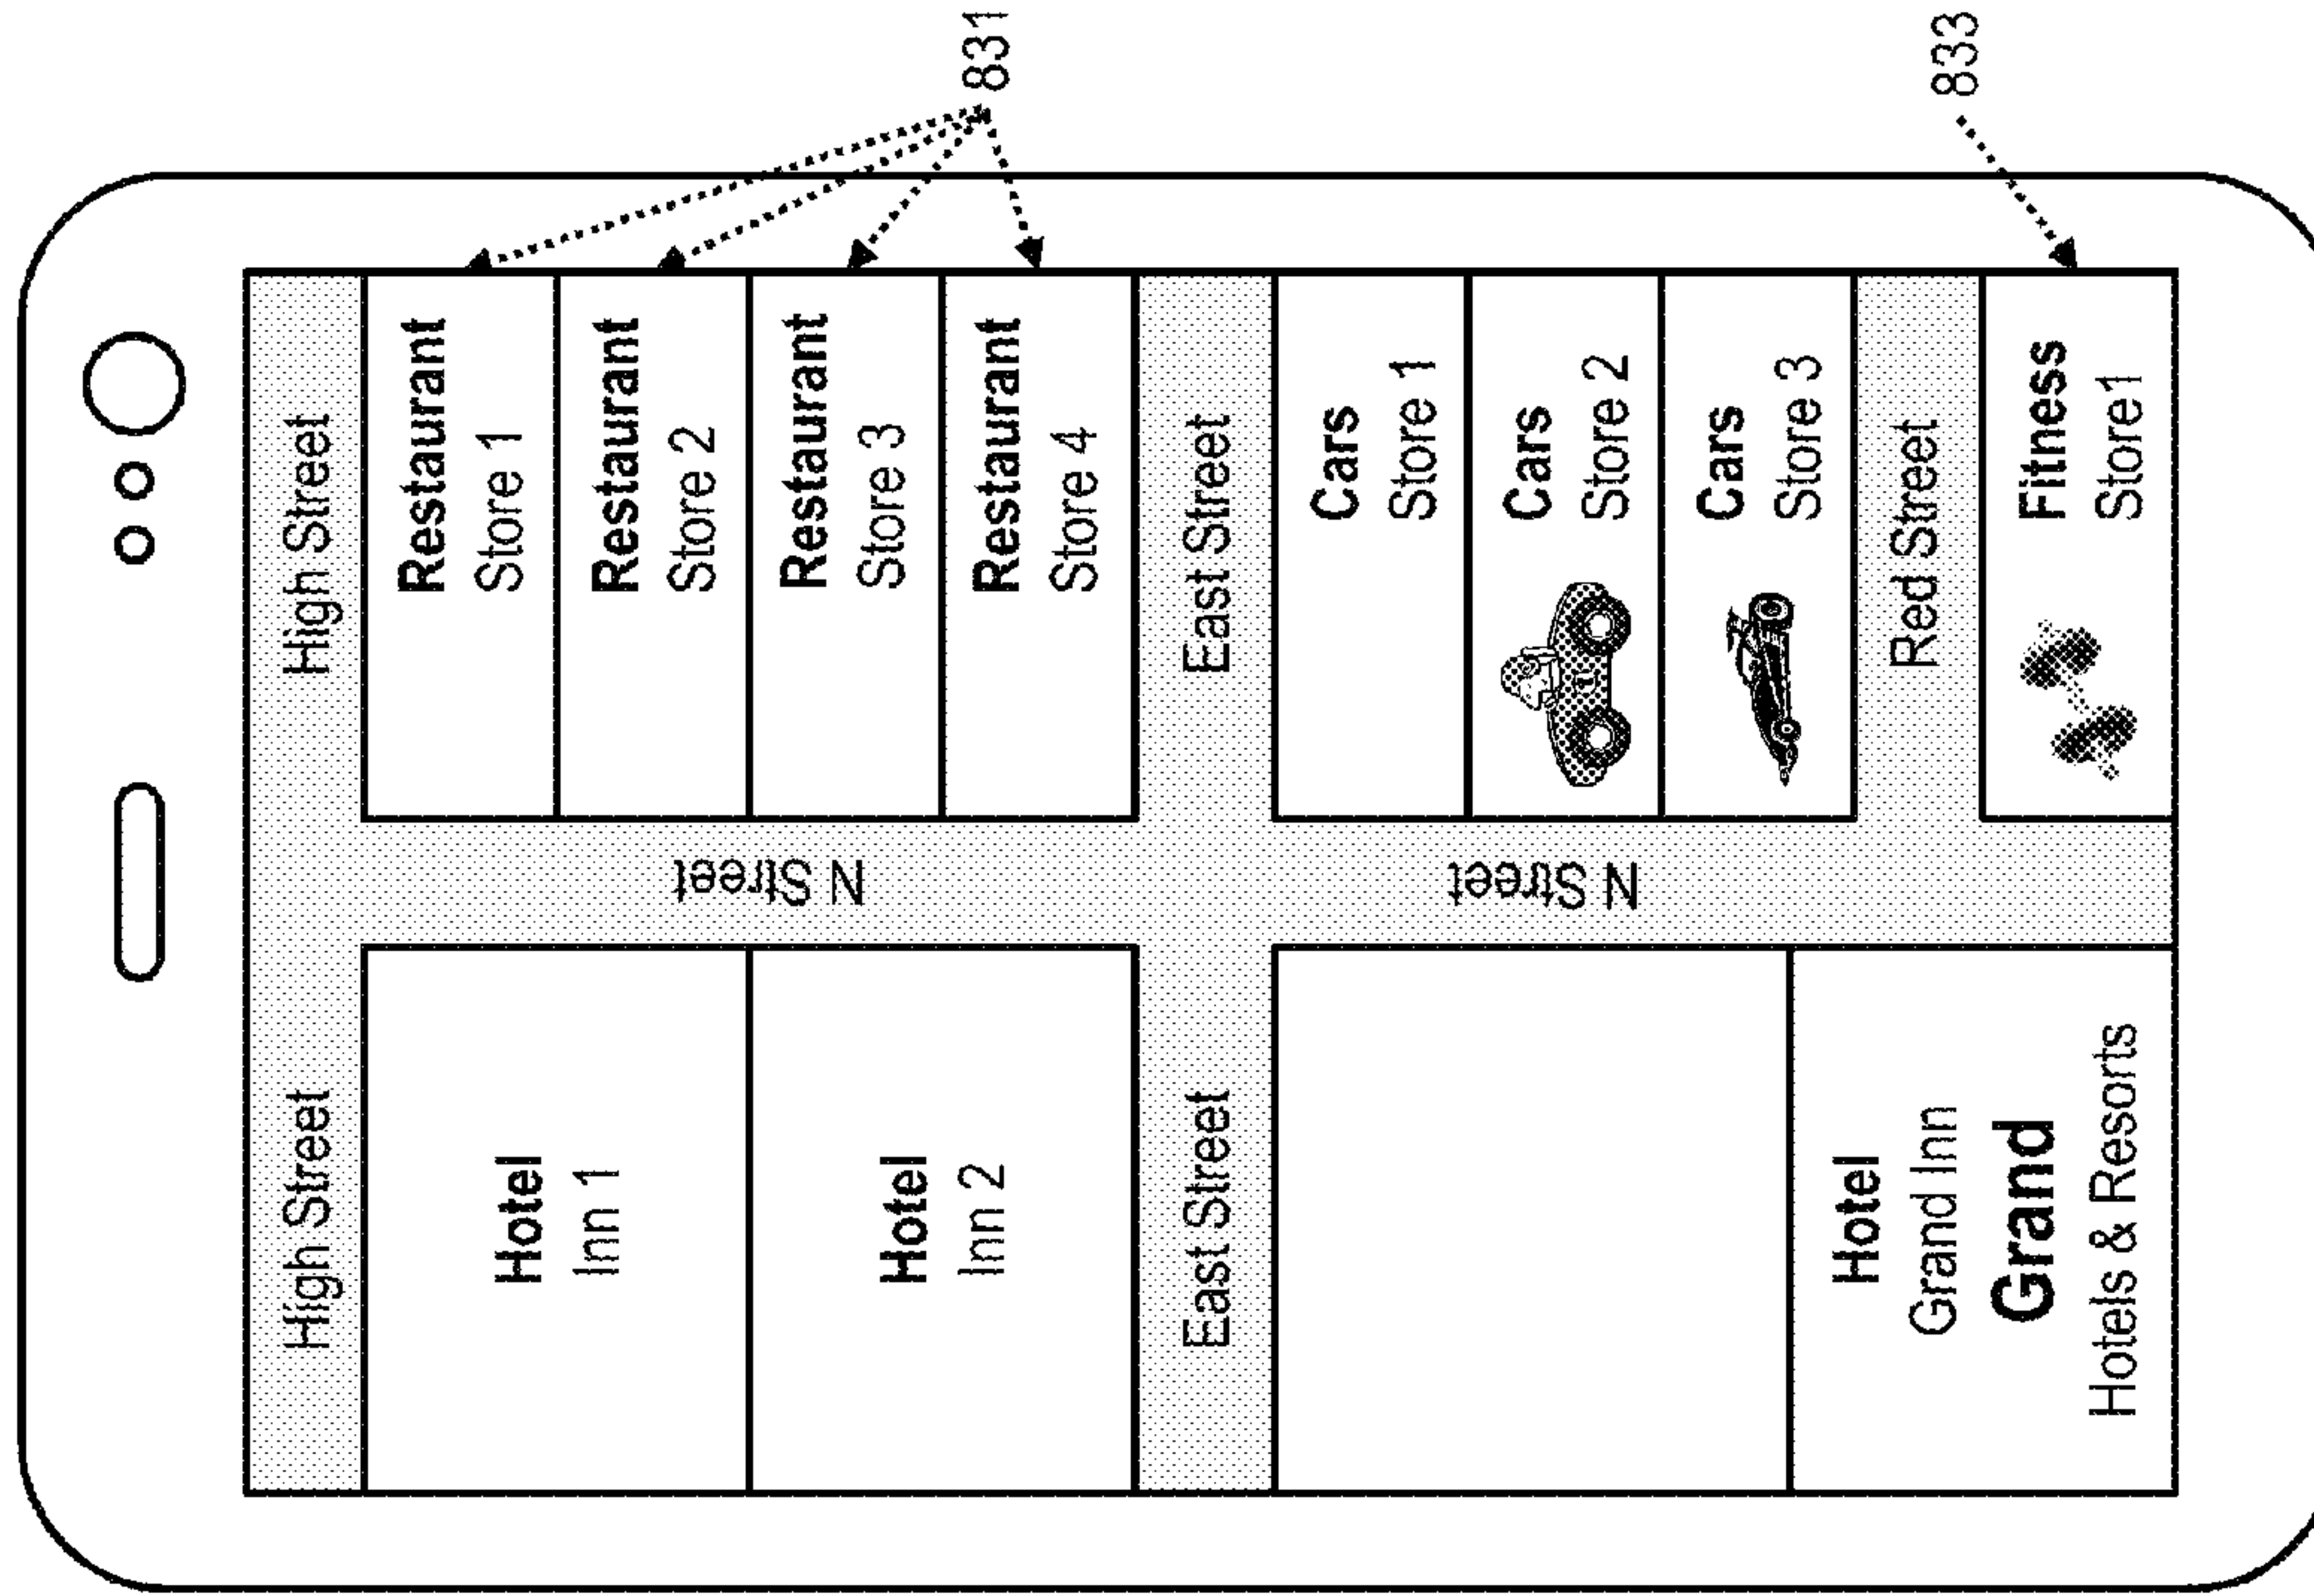 High Street
High Street
Hotel
Inn 1
Hotel
Inn 2
N Street
Restaurant
Store 1
Restaurant
Store 2
Restaurant
Store 3
Restaurant
Store 4
831
East Street
East Street
Hotel
Grand Inn
Grand
Hotels & Resorts
N Street
Cars
Store 1
Cars
Store 2
Cars
Store 3
Red Street
Fitness
Store1
833